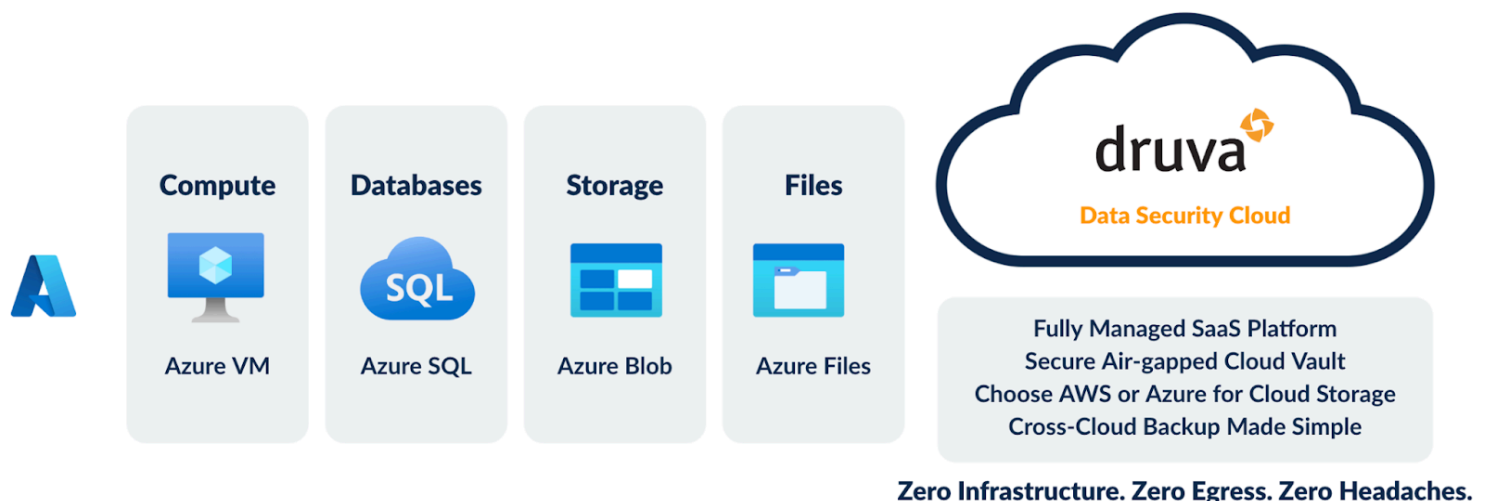 Compute
Azure VM
Databases
SQL
Azure SQL
Storage
Azure Blob
Files
Azure Files
druva
Data Security Cloud
Fully Managed SaaS Platform
Secure Air-gapped Cloud Vault
Choose AWS or Azure for Cloud Storage
Cross-Cloud Backup Made Simple
Zero Infrastructure. Zero Egress. Zero Headaches.